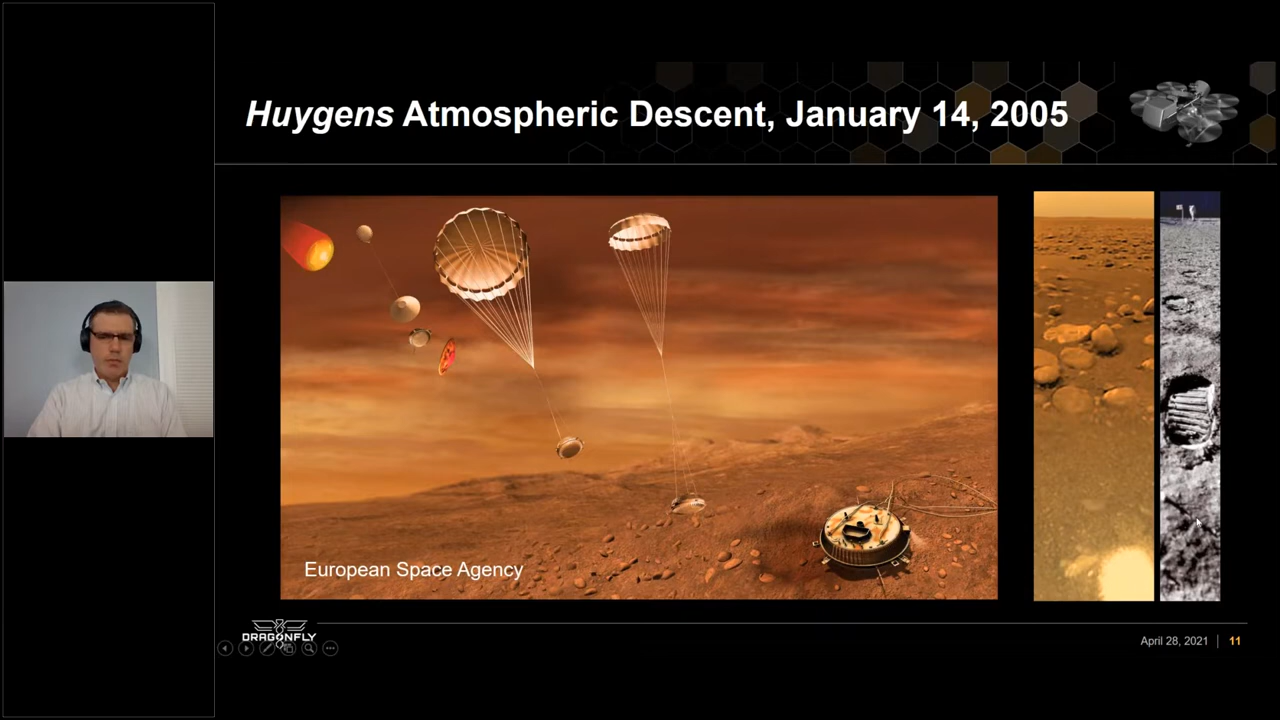 Huygens Atmospheric Descent, January 14, 2005
European Space Agency
DRAGONFLY
April 28, 2021 | 11